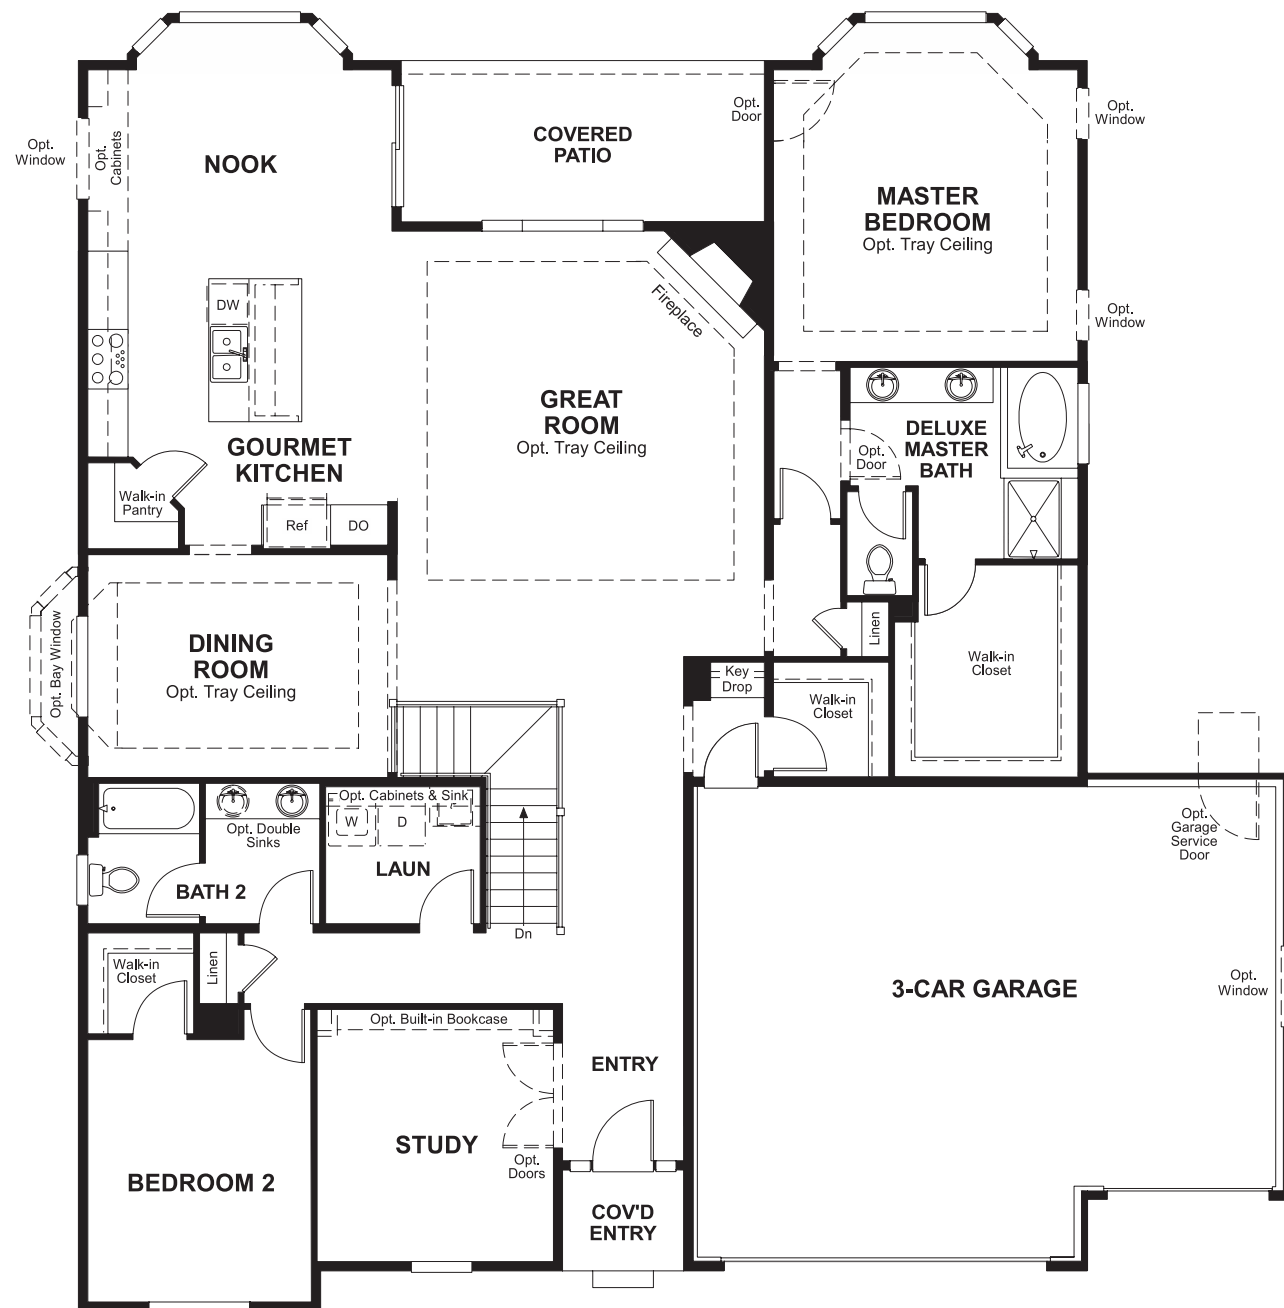 Opt.
Door
COVERED
PATIO
Opt.
Window
Opt.
Window
Opt.
Cabinets
NOOK
MASTER
BEDROOM
Opt. Tray Ceiling
DW
Fireplace
Opt.
Window
GREAT
ROOM
Opt. Tray Ceiling
GOURMET
KITCHEN
DELUXE
MASTER
BATH
Opt.
Door
Walk-in
Pantry
Ref
DO
Opt. Bay Window
DINING
ROOM
Opt. Tray Ceiling
Linen
Walk-in
Closet
Key
Drop
Walk-in
Closet
Opt. Cabinets & Sink
W
D
LAUN
Opt. Double
Sinks
BATH 2
Opt.
Garage
Service
Door
Dn
Walk-in
Closet
Linen
3-CAR GARAGE
Opt.
Window
Opt. Built-in Bookcase
ENTRY
STUDY
Opt.
Doors
BEDROOM 2
COV'D
ENTRY